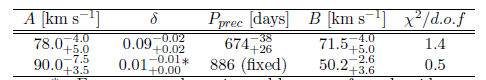 A [km s⁻¹] δ P_prec [days] B [km s⁻¹] χ²/d.o.f
78.0⁻⁴·⁰₊₅.₀ 0.09⁻⁰·⁰²₊₀.₀₂ 674⁻³⁸₊₂₆ 71.5⁻⁴·⁰₊₄.₀ 1.4
90.0⁻⁷·⁵₊₃.₅ 0.01⁻⁰·⁰¹₊₀.₀₀* 886 (fixed) 50.2⁻²·⁶₊₃.₆ 0.5